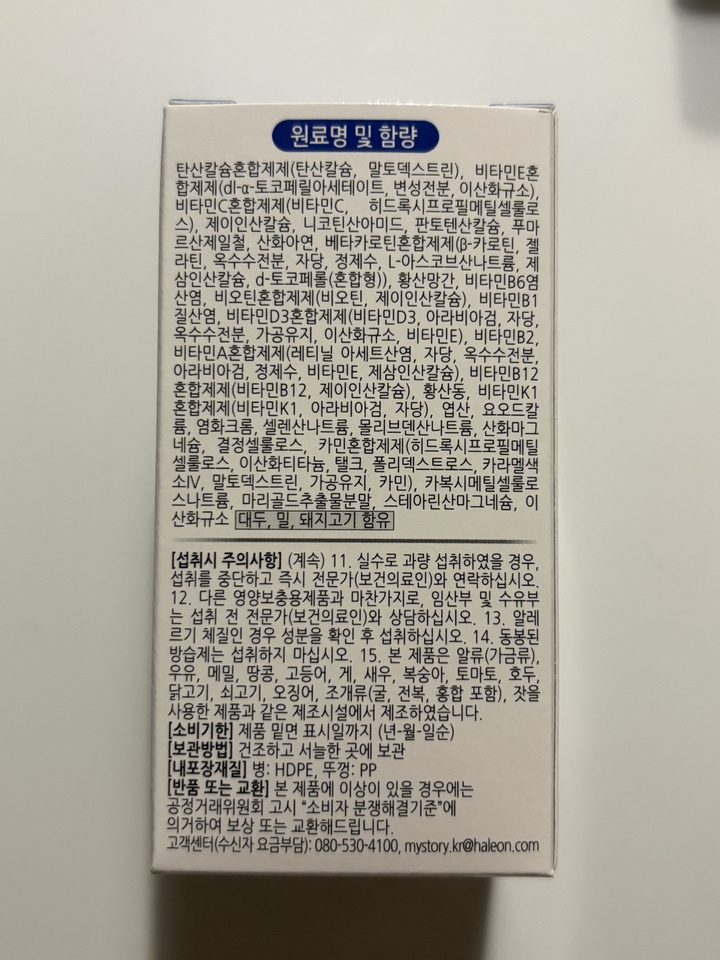 원료명 및 함량
탄산칼슘혼합제제(탄산칼슘, 말토덱스트린), 비타민E혼
합제제(dl-α-토코페릴아세테이트, 변성전분, 이산화규소),
비타민C혼합제제(비타민C, 히드록시프로필메틸셀룰로
스), 제이인산칼슘, 니코틴산아미드, 판토텐산칼슘, 푸마
르산제일철, 산화아연, 베타카로틴혼합제제(β-카로틴, 젤
라틴, 옥수수전분, 자당, 정제수, L-아스코브산나트륨, 제
삼인산칼슘, d-토코페롤(혼합형)), 황산망간, 비타민B6염
산염, 비오틴혼합제제(비오틴, 제이인산칼슘), 비타민B1
질산염, 비타민D3혼합제제(비타민D3, 아라비아검, 자당,
옥수수전분, 가공유지, 이산화규소, 비타민E), 비타민B2,
비타민A혼합제제(레티닐 아세트산염, 자당, 옥수수전분,
아라비아검, 정제수, 비타민E, 제삼인산칼슘), 비타민B12
혼합제제(비타민B12, 제이인산칼슘), 황산동, 비타민K1
혼합제제(비타민K1, 아라비아검, 자당), 엽산, 요오드칼
륨, 염화크롬, 셀렌산나트륨, 몰리브덴산나트륨, 산화마그
네슘, 결정셀룰로스, 카민혼합제제(히드록시프로필메틸
셀룰로스, 이산화티타늄, 탤크, 폴리덱스트로스, 카라멜색
소IV, 말토덱스트린, 가공유지, 카민), 카복시메틸셀룰로
스나트륨, 마리골드추출물분말, 스테아린산마그네슘, 이
산화규소 대두, 밀, 돼지고기 함유
[섭취시 주의사항] (계속) 11. 실수로 과량 섭취하였을 경우,
섭취를 중단하고 즉시 전문가(보건의료인)와 연락하십시오.
12. 다른 영양보충용제품과 마찬가지로, 임산부 및 수유부
는 섭취 전 전문가(보건의료인)와 상담하십시오. 13. 알레
르기 체질인 경우 성분을 확인 후 섭취하십시오. 14. 동봉된
방습제는 섭취하지 마십시오. 15. 본 제품은 알류(가금류),
우유, 메밀, 땅콩, 고등어, 게, 새우, 복숭아, 토마토, 호두,
닭고기, 쇠고기, 오징어, 조개류(굴, 전복, 홍합 포함), 잣을
사용한 제품과 같은 제조시설에서 제조하였습니다.
[소비기한] 제품 밑면 표시일까지 (년-월-일순)
[보관방법] 건조하고 서늘한 곳에 보관
[내포장재질] 병: HDPE, 뚜껑: PP
[반품 또는 교환] 본 제품에 이상이 있을 경우에는
공정거래위원회 고시 “소비자 분쟁해결기준”에
의거하여 보상 또는 교환해드립니다.
고객센터(수신자 요금부담): 080-530-4100, mystory.kr@haleon.com